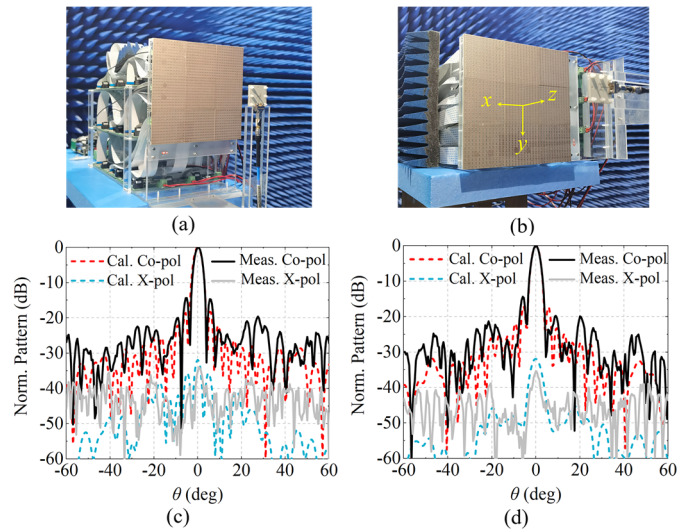 x
z
y
(a)
(b)
0
-10
-20
-30
-40
-50
-60
Norm. Pattern (dB)
Cal. Co-pol
Meas. Co-pol
Cal. X-pol
Meas. X-pol
-60
-40
-20
0
20
40
60
θ (deg)
(c)
0
-10
-20
-30
-40
-50
-60
Norm. Pattern (dB)
Cal. Co-pol
Meas. Co-pol
Cal. X-pol
Meas. X-pol
-60
-40
-20
0
20
40
60
θ (deg)
(d)